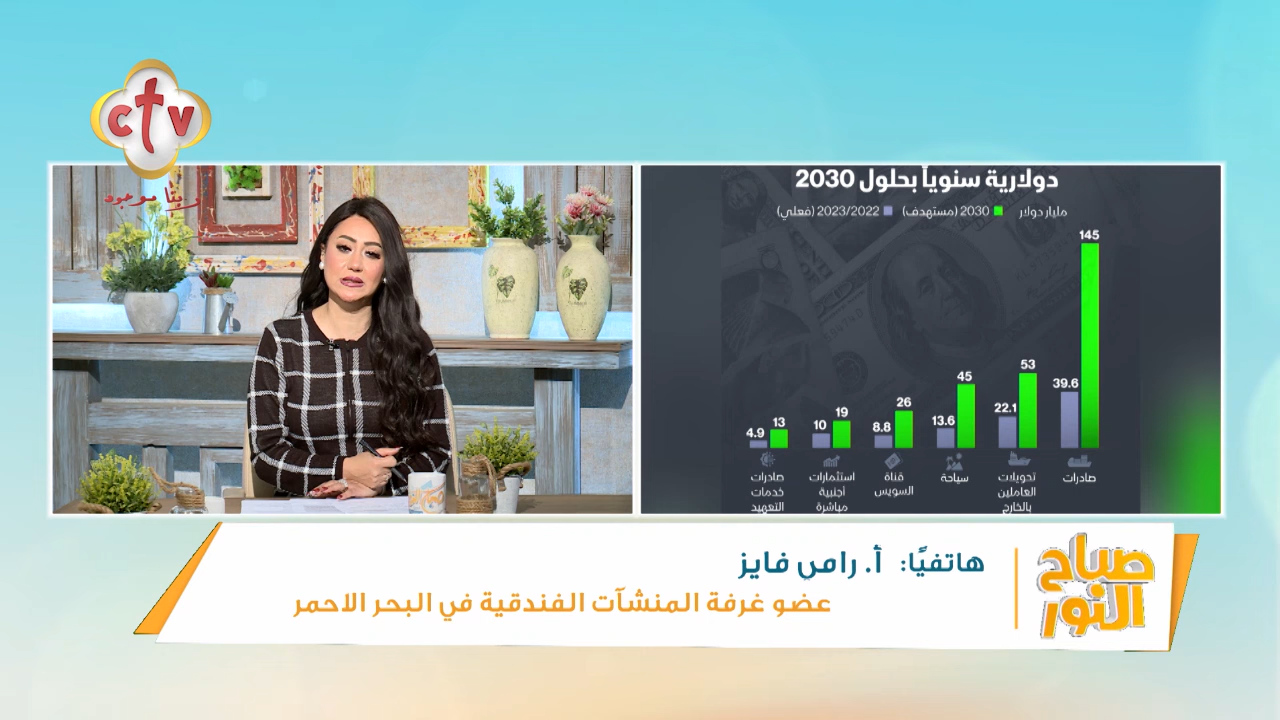 ctv
ربنا موجود
دولارية سنوياً بحلول 2030
مليار دولار 2030 (مستهدف) 2023/2022 (فعلي)
145
39.6
53
22.1
45
13.6
26
8.8
19
10
13
4.9
صادرات
تحويلات العاملين بالخارج
سياحة
قناة السويس
استثمارات أجنبية مباشرة
صادرات خدمات التعهيد
صباح النور
هاتفيًا: أ. رامي فايز
عضو غرفة المنشآت الفندقية في البحر الاحمر